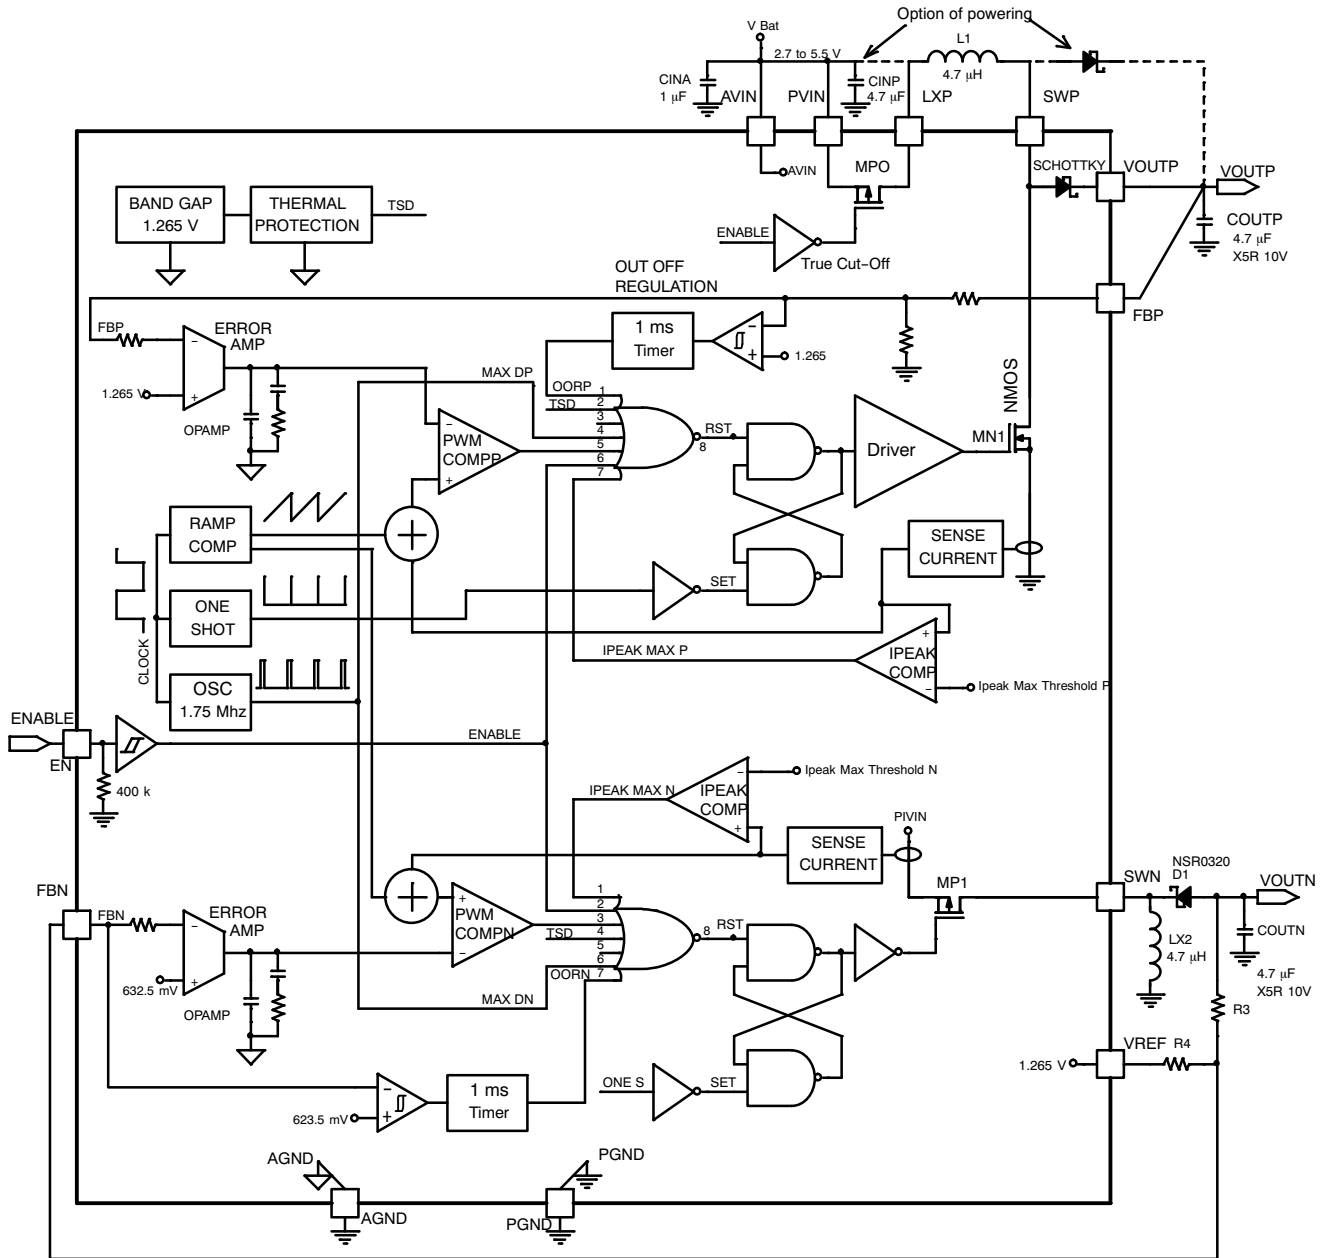 Option of powering
V Bat
L1
2.7 to 5.5 V
CINA
1 µF
AVIN
PVIN
CINP
4.7 µF
4.7 µH
LXP
SWP
MPO
SCHOTTKY
VOUTP
VOUTP
AVIN
BAND GAP
1.265 V
THERMAL
PROTECTION
TSD
ENABLE
True Cut-Off
COUTP
4.7 µF
X5R 10V
OUT OFF
REGULATION
FBP
FBP
ERROR
AMP
1 ms
Timer
−
+
1.265
−
+
1.265 V
OPAMP
MAX DP
OORP
TSD
1
2
3
4
5
6
7
RST
8
NMOS
MN1
Driver
−
PWM
COMPP
+
RAMP
COMP
SENSE
CURRENT
ONE
SHOT
SET
CLOCK
IPEAK MAX P
+
IPEAK
COMP
−
Ipeak Max Threshold P
OSC
1.75 Mhz
ENABLE
EN
ENABLE
400 k
−
Ipeak Max Threshold N
IPEAK MAX N
IPEAK
COMP
+
PIVIN
SENSE
CURRENT
MP1
SWN
NSR0320
D1
VOUTN
FBN
FBN
ERROR
AMP
−
+
632.5 mV
OPAMP
+
PWM
COMPN
−
1
2
3
4
5
6
7
TSD
OORN
MAX DN
8
RST
LX2
4.7 µH
COUTN
4.7 µF
X5R 10V
R3
VREF
R4
1.265 V
−
+
623.5 mV
1 ms
Timer
ONE S
SET
AGND
AGND
PGND
PGND